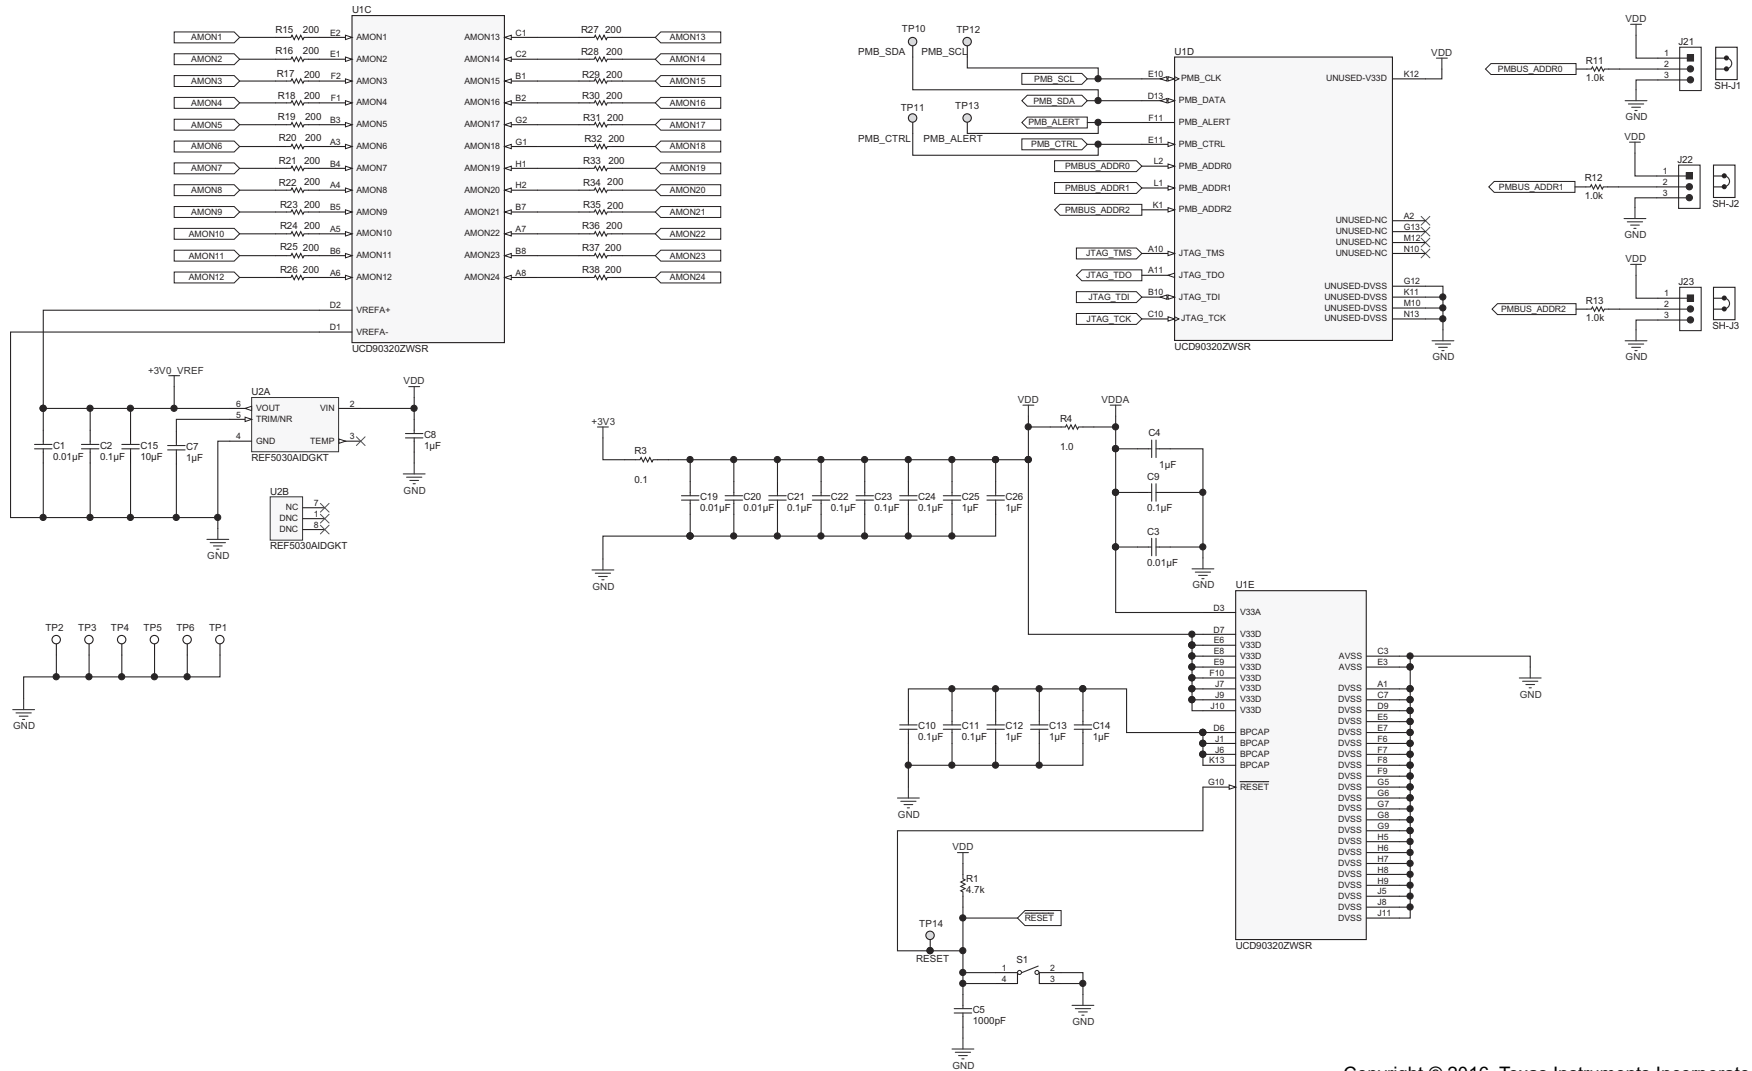 U1C
AMON1 R15 200 E2 AMON1 AMON13 C1 R27 200 AMON13
AMON2 R16 200 E1 AMON2 AMON14 C2 R28 200 AMON14
AMON3 R17 200 F2 AMON3 AMON15 B1 R29 200 AMON15
AMON4 R18 200 F1 AMON4 AMON16 B2 R30 200 AMON16
AMON5 R19 200 B3 AMON5 AMON17 G2 R31 200 AMON17
AMON6 R20 200 A3 AMON6 AMON18 G1 R32 200 AMON18
AMON7 R21 200 B4 AMON7 AMON19 H1 R33 200 AMON19
AMON8 R22 200 A4 AMON8 AMON20 H2 R34 200 AMON20
AMON9 R23 200 B5 AMON9 AMON21 B7 R35 200 AMON21
AMON10 R24 200 A5 AMON10 AMON22 A7 R36 200 AMON22
AMON11 R25 200 B6 AMON11 AMON23 B8 R37 200 AMON23
AMON12 R26 200 A6 AMON12 AMON24 A8 R38 200 AMON24
D2 VREFA+
D1 VREFA-
UCD90320ZWSR
TP10 TP12
PMB_SDA PMB_SCL
TP11 TP13
PMB_CTRL PMB_ALERT
U1D
VDD
PMB_SCL E10 PMB_CLK UNUSED-V33D K12
PMB_SDA D13 PMB_DATA
PMB_ALERT F11 PMB_ALERT
PMB_CTRL E11 PMB_CTRL
PMBUS_ADDR0 L2 PMB_ADDR0
PMBUS_ADDR1 L1 PMB_ADDR1
PMBUS_ADDR2 K1 PMB_ADDR2
UNUSED-NC A2
UNUSED-NC G13
UNUSED-NC M12
UNUSED-NC N10
JTAG_TMS A10 JTAG_TMS
JTAG_TDO A11 JTAG_TDO
JTAG_TDI B10 JTAG_TDI
JTAG_TCK C10 JTAG_TCK
UNUSED-DVSS G12
UNUSED-DVSS K11
UNUSED-DVSS M10
UNUSED-DVSS N13
GND
UCD90320ZWSR
VDD
J21
PMBUS_ADDR0 R11 1.0k
1
2
3
SH-J1
GND
VDD
J22
PMBUS_ADDR1 R12 1.0k
1
2
3
SH-J2
GND
VDD
J23
PMBUS_ADDR2 R13 1.0k
1
2
3
SH-J3
GND
+3V0_VREF
U2A
VDD
6 VOUT VIN 2
5 TRIM/NR
4 GND TEMP 3
REF5030AIDGKT
C1 0.01µF
C2 0.1µF
C15 10µF
C7 1µF
C8 1µF
GND
GND
U2B
NC 7
DNC 1
DNC 8
REF5030AIDGKT
TP2 TP3 TP4 TP5 TP6 TP1
GND
+3V3
R3
0.1
C19 0.01µF
C20 0.01µF
C21 0.1µF
C22 0.1µF
C23 0.1µF
C24 0.1µF
C25 1µF
C26 1µF
GND
VDD
R4
1.0
VDDA
C4
1µF
C9
0.1µF
C3
0.01µF
GND
U1E
D3 V33A
D7 V33D
E6 V33D
E8 V33D
E9 V33D
F10 V33D
J7 V33D
J9 V33D
J10 V33D
D6 BPCAP
J1 BPCAP
J6 BPCAP
K13 BPCAP
G10 RESET
AVSS C3
AVSS E3
DVSS A1
DVSS C7
DVSS D9
DVSS E5
DVSS E7
DVSS F6
DVSS F7
DVSS F8
DVSS F9
DVSS G5
DVSS G6
DVSS G7
DVSS G8
DVSS G9
DVSS H5
DVSS H6
DVSS H7
DVSS H8
DVSS H9
DVSS J5
DVSS J8
DVSS J11
GND
UCD90320ZWSR
C10 0.1µF
C11 0.1µF
C12 1µF
C13 1µF
C14 1µF
GND
VDD
R1
4.7k
RESET
TP14
RESET
S1
1 2
4 3
GND
C5
1000pF
GND